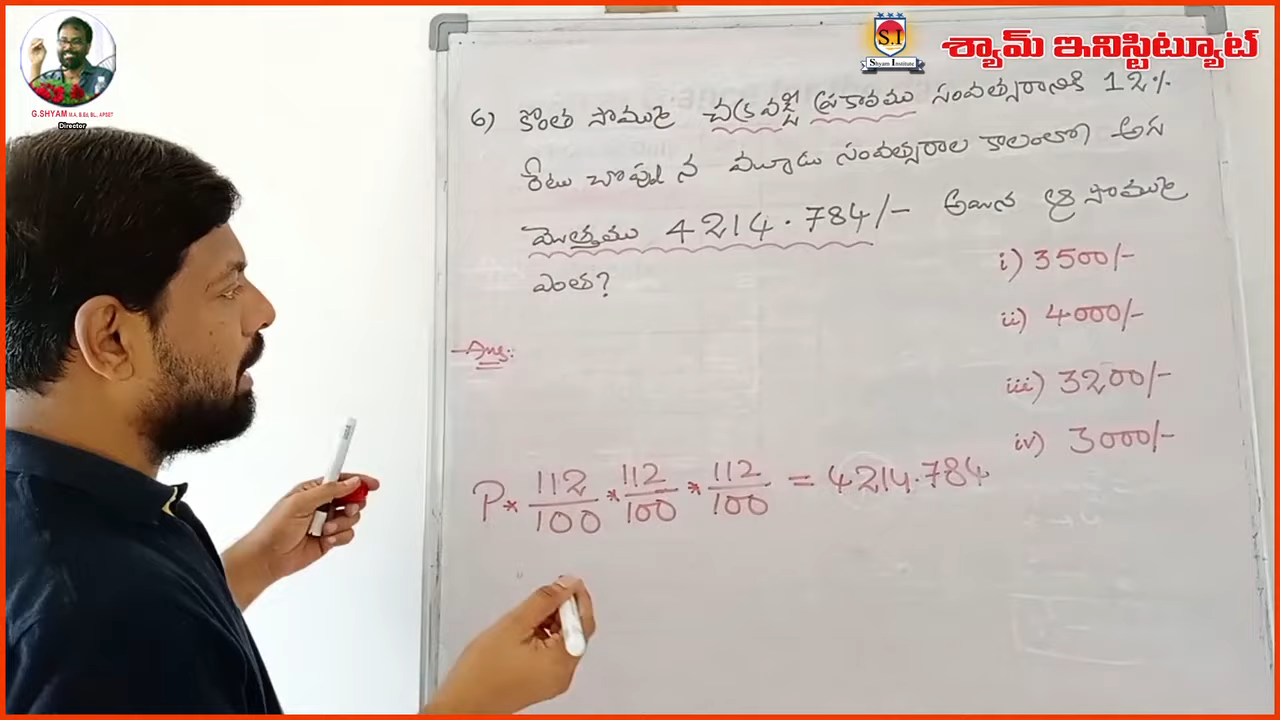 G.SHYAM M.A, B.Ed, BL., APSET
Director
S.I
Shyam Institute
శ్యామ్ ఇనిస్టిట్యూట్
6) కొంత సొమ్ము చక్రవడ్డీ ప్రకారము సంవత్సరానికి 12%
రేటు చొప్పున మూడు సంవత్సరాల కాలంలో అగు
మొత్తము 4214.784/- అయిన ఆ సొమ్ము
ఎంత?
i) 3500/-
ii) 4000/-
iii) 3200/-
iv) 3000/-
Ans:
P * 112/100 * 112/100 * 112/100 = 4214.784